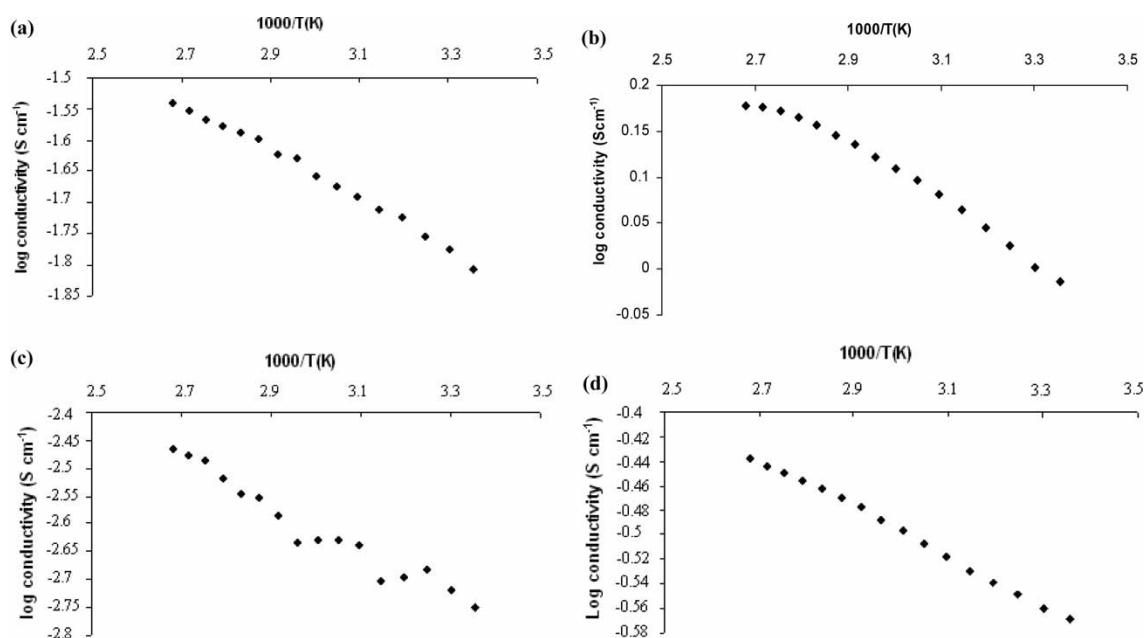 (a)
1000/T(K)
2.5 2.7 2.9 3.1 3.3 3.5
-1.5
-1.55
-1.6
-1.65
-1.7
-1.75
-1.8
-1.85
log conductivity (S cm⁻¹)
(b)
1000/T(K)
2.5 2.7 2.9 3.1 3.3 3.5
0.2
0.15
0.1
0.05
0
-0.05
log conductivity (Scm⁻¹)
(c)
1000/T(K)
2.5 2.7 2.9 3.1 3.3 3.5
-2.4
-2.45
-2.5
-2.55
-2.6
-2.65
-2.7
-2.75
-2.8
log conductivity (S cm⁻¹)
(d)
1000/T(K)
2.5 2.7 2.9 3.1 3.3 3.5
-0.4
-0.42
-0.44
-0.46
-0.48
-0.5
-0.52
-0.54
-0.56
-0.58
Log conductivity (S cm⁻¹)